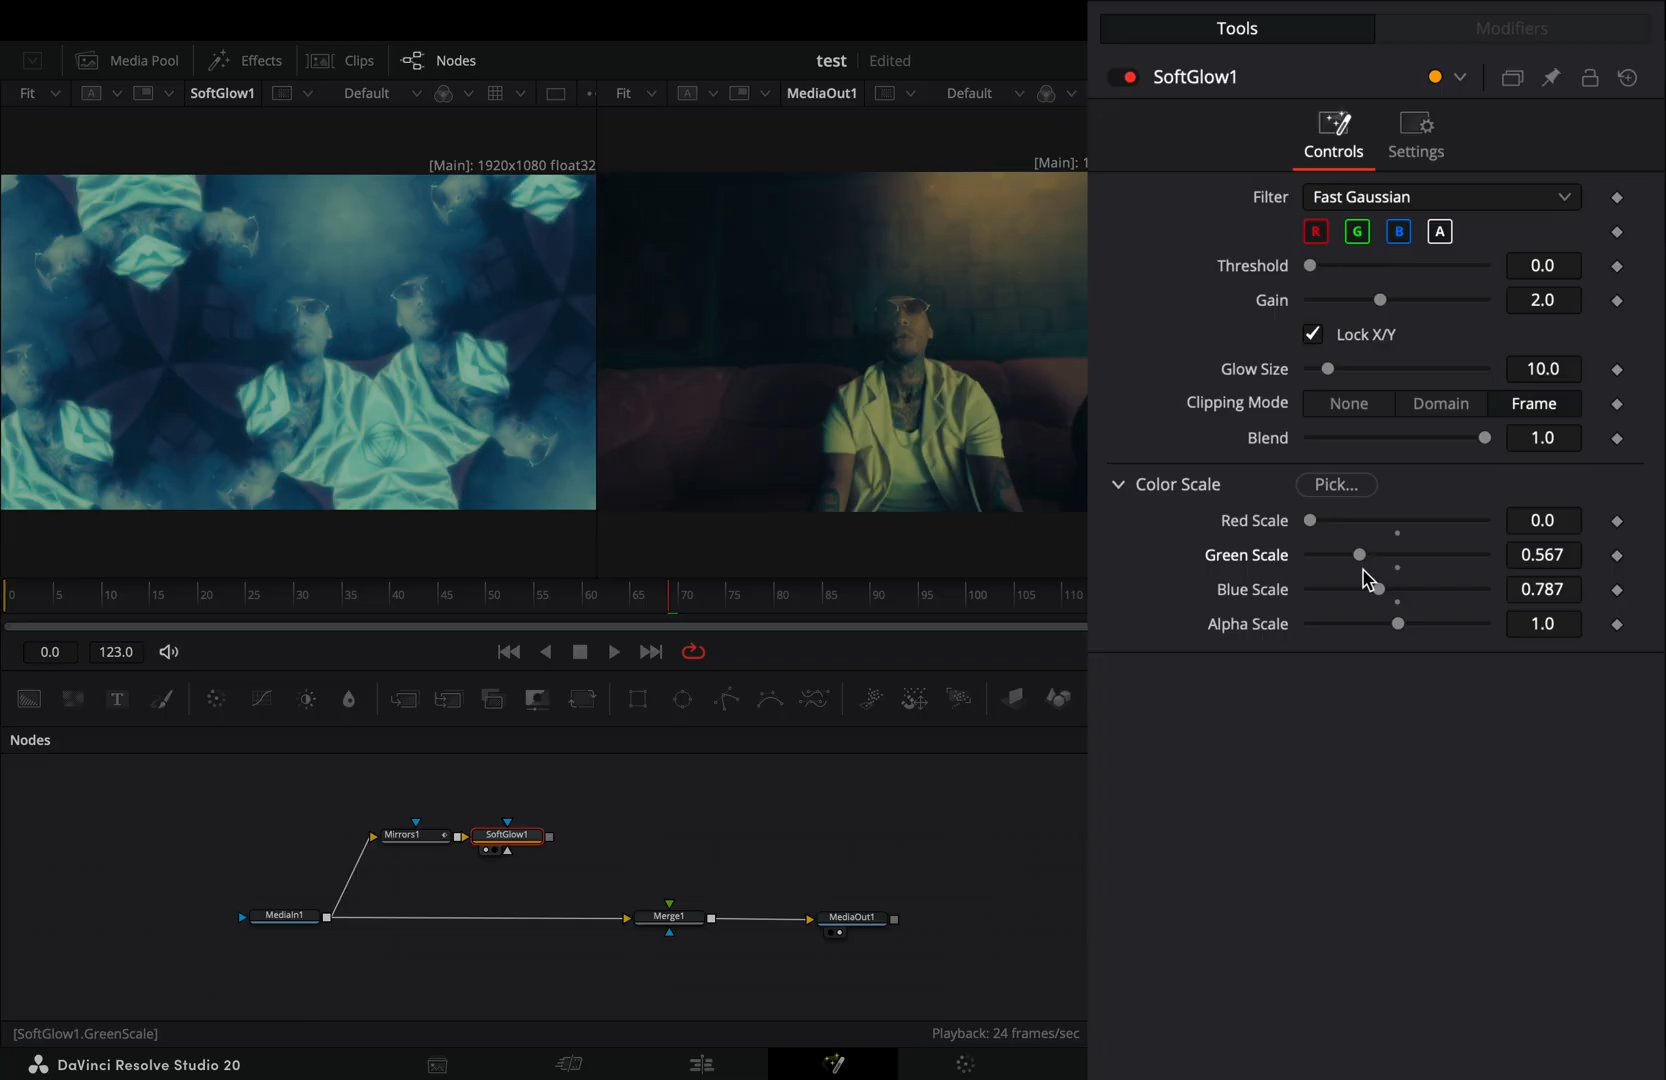 Tools
Modifiers
Media Pool
Effects
Clips
Nodes
test
Edited
SoftGlow1
Fit
A
SoftGlow1
Default
Fit
A
MediaOut1
Default
Controls
Settings
[Main]: 1920x1080 float32
[Main]: 1
Filter
Fast Gaussian
R
G
B
A
Threshold
0.0
Gain
2.0
Lock X/Y
Glow Size
10.0
Clipping Mode
None
Domain
Frame
Blend
1.0
Color Scale
Pick...
Red Scale
0.0
Green Scale
0.567
Blue Scale
0.787
Alpha Scale
1.0
0 5 10 15 20 25 30 35 40 45 50 55 60 65 70 75 80 85 90 95 100 105 110
0.0
123.0
T
Nodes
Mirrors1
SoftGlow1
MediaIn1
Merge1
MediaOut1
[SoftGlow1.GreenScale]
Playback: 24 frames/sec
DaVinci Resolve Studio 20